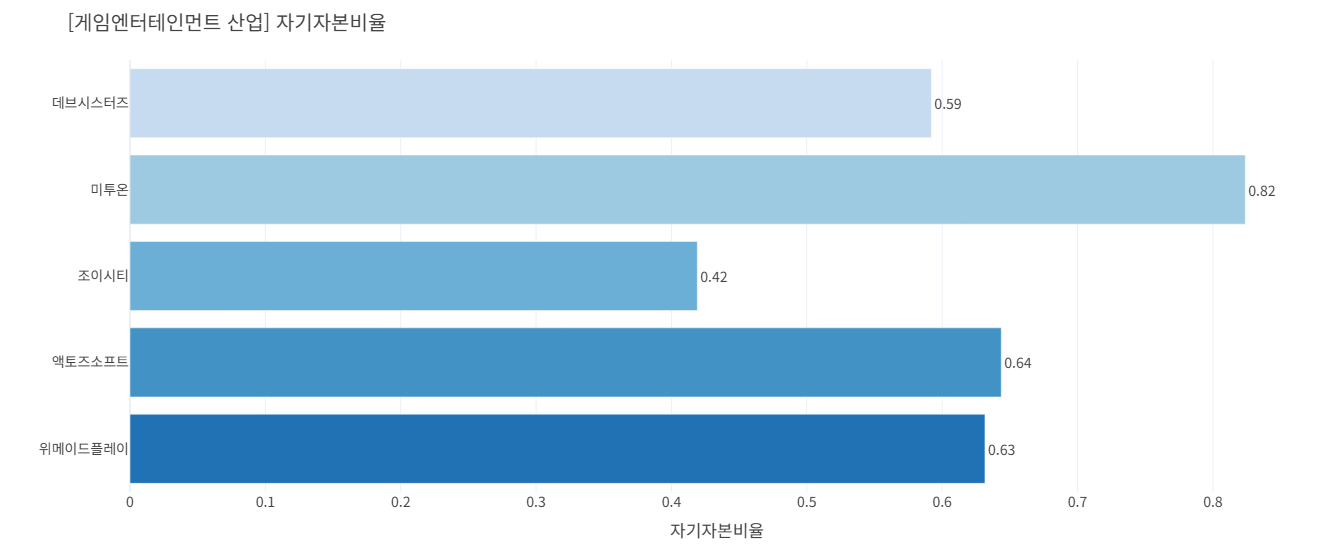 [게임엔터테인먼트 산업] 자기자본비율
데브시스터즈 0.59
미투온 0.82
조이시티 0.42
액토즈소프트 0.64
위메이드플레이 0.63
0 0.1 0.2 0.3 0.4 0.5 0.6 0.7 0.8
자기자본비율